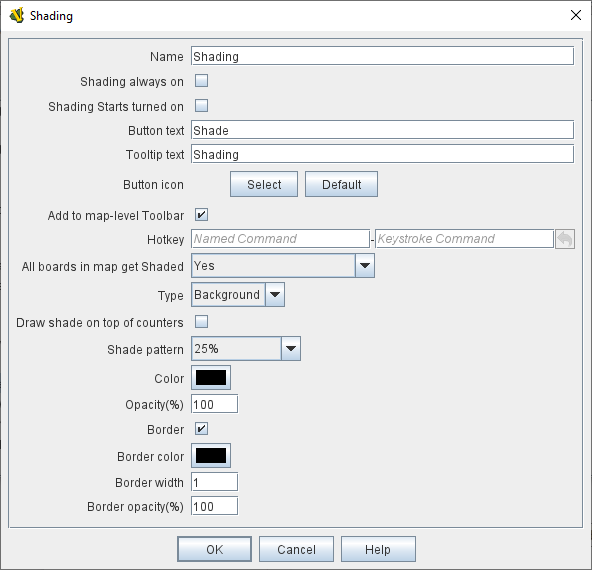 Shading
Name Shading
Shading always on
Shading Starts turned on
Button text Shade
Tooltip text Shading
Button icon Select Default
Add to map-level Toolbar
Hotkey Named Command - Keystroke Command
All boards in map get Shaded Yes
Type Background
Draw shade on top of counters
Shade pattern 25%
Color
Opacity(%) 100
Border
Border color
Border width 1
Border opacity(%) 100
OK Cancel Help